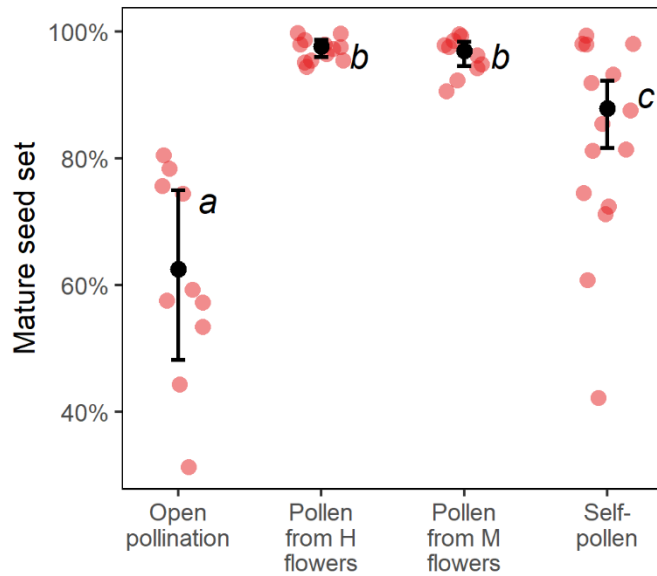 100%
80%
60%
40%
Mature seed set
a
b
b
c
Open
pollination
Pollen
from H
flowers
Pollen
from M
flowers
Self-
pollen